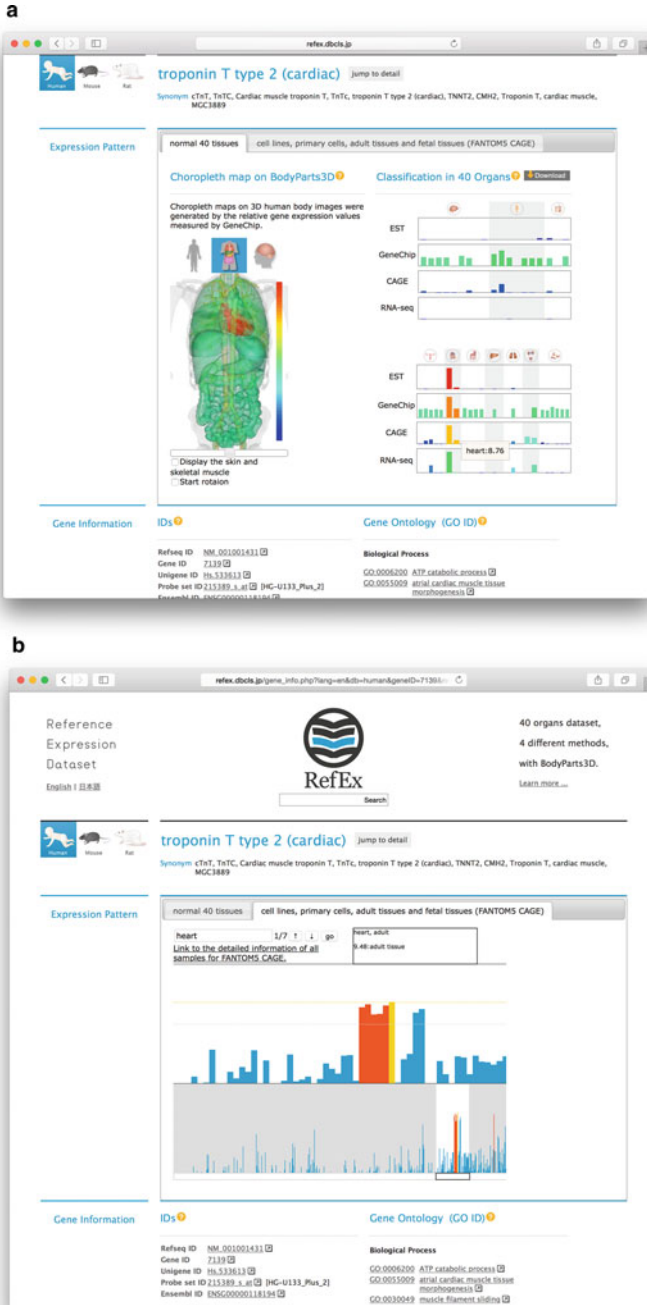 a
refex.dbcls.jp
Human Mouse Rat
troponin T type 2 (cardiac) jump to detail
Synonym cTnT, TnTC, Cardiac muscle troponin T, TnTc, troponin T type 2 (cardiac), TNNT2, CMH2, Troponin T, cardiac muscle,
MGC3889
Expression Pattern
normal 40 tissues cell lines, primary cells, adult tissues and fetal tissues (FANTOM5 CAGE)
Choropleth map on BodyParts3D
Choropleth maps on 3D human body images were
generated by the relative gene expression values
measured by GeneChip.
Display the skin and
skeletal muscle
Start rotaion
Classification in 40 Organs Download
EST
GeneChip
CAGE
RNA-seq
EST
GeneChip
CAGE
heart:8.76
RNA-seq
Gene Information
IDs
Refseq ID NM_001001431
Gene ID 7139
Unigene ID Hs.533613
Probe set ID 215389_s_at [HG-U133_Plus_2]
Ensembl ID ENSG00000118194
Gene Ontology (GO ID)
Biological Process
GO:0006200 ATP catabolic process
GO:0055009 atrial cardiac muscle tissue
morphogenesis
b
refex.dbcls.jp/gene_info.php?lang=en&db=human&geneID=7139&
Reference
Expression
Dataset
English | 日本語
RefEx
Search
40 organs dataset,
4 different methods,
with BodyParts3D.
Learn more ...
Human Mouse Rat
troponin T type 2 (cardiac) jump to detail
Synonym cTnT, TnTC, Cardiac muscle troponin T, TnTc, troponin T type 2 (cardiac), TNNT2, CMH2, Troponin T, cardiac muscle,
MGC3889
Expression Pattern
normal 40 tissues cell lines, primary cells, adult tissues and fetal tissues (FANTOM5 CAGE)
heart 1/7 ↑ ↓ go
Link to the detailed information of all
samples for FANTOM5 CAGE.
heart, adult
9.48:adult tissue
Gene Information
IDs
Refseq ID NM_001001431
Gene ID 7139
Unigene ID Hs.533613
Probe set ID 215389_s_at [HG-U133_Plus_2]
Ensembl ID ENSG00000118194
Gene Ontology (GO ID)
Biological Process
GO:0006200 ATP catabolic process
GO:0055009 atrial cardiac muscle tissue
morphogenesis
GO:0030049 muscle filament sliding